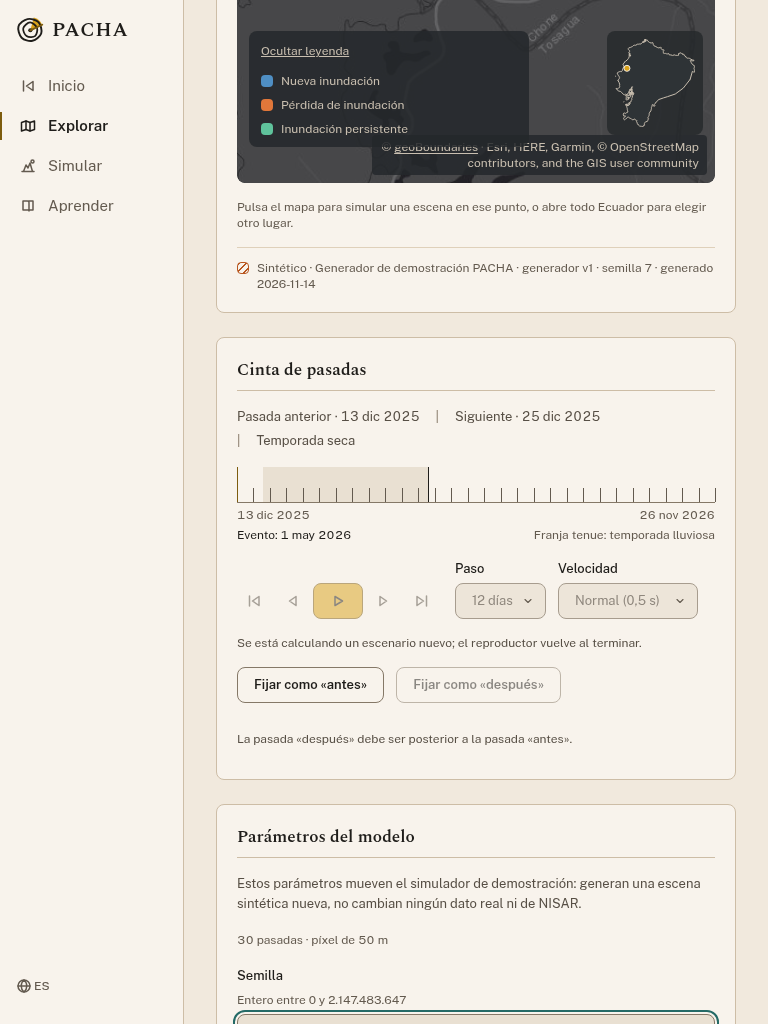 PACHA
Inicio
Explorar
Simular
Aprender
ES
Chone
Tosagua
Ocultar leyenda
Nueva inundación
Pérdida de inundación
Inundación persistente
© geoBoundaries · Esri, HERE, Garmin, © OpenStreetMap
contributors, and the GIS user community
Pulsa el mapa para simular una escena en ese punto, o abre todo Ecuador para elegir
otro lugar.
Sintético · Generador de demostración PACHA · generador v1 · semilla 7 · generado
2026-11-14
Cinta de pasadas
Pasada anterior · 13 dic 2025 | Siguiente · 25 dic 2025
| Temporada seca
13 dic 2025 26 nov 2026
Evento: 1 may 2026 Franja tenue: temporada lluviosa
Paso Velocidad
12 días Normal (0,5 s)
Se está calculando un escenario nuevo; el reproductor vuelve al terminar.
Fijar como «antes» Fijar como «después»
La pasada «después» debe ser posterior a la pasada «antes».
Parámetros del modelo
Estos parámetros mueven el simulador de demostración: generan una escena
sintética nueva, no cambian ningún dato real ni de NISAR.
30 pasadas · píxel de 50 m
Semilla
Entero entre 0 y 2.147.483.647